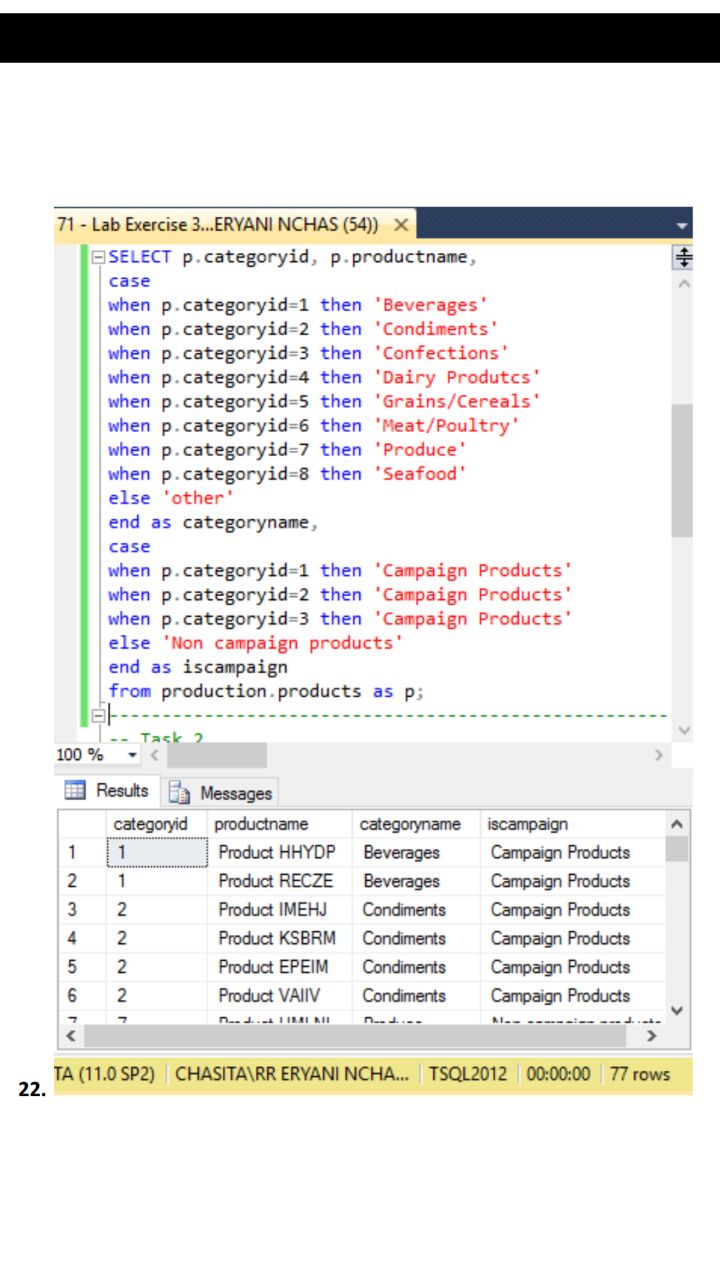 71 - Lab Exercise 3...ERYANI NCHAS (54))
SELECT p.categoryid, p.productname,
case
when p.categoryid=1 then 'Beverages'
when p.categoryid=2 then 'Condiments'
when p.categoryid=3 then 'Confections'
when p.categoryid=4 then 'Dairy Produtcs'
when p.categoryid=5 then 'Grains/Cereals'
when p.categoryid=6 then 'Meat/Poultry'
when p.categoryid=7 then 'Produce'
when p.categoryid=8 then 'Seafood'
else 'other'
end as categoryname,
case
when p.categoryid=1 then 'Campaign Products'
when p.categoryid=2 then 'Campaign Products'
when p.categoryid=3 then 'Campaign Products'
else 'Non campaign products'
end as iscampaign
from production.products as p;
-- Task 2
100 %
Results Messages
categoryid productname categoryname iscampaign
1 1 Product HHYDP Beverages Campaign Products
2 1 Product RECZE Beverages Campaign Products
3 2 Product IMEHJ Condiments Campaign Products
4 2 Product KSBRM Condiments Campaign Products
5 2 Product EPEIM Condiments Campaign Products
6 2 Product VAIIV Condiments Campaign Products
7 7 Product Produce Non campaign products
22. TA (11.0 SP2) CHASITA\RR ERYANI NCHA... TSQL2012 00:00:00 77 rows